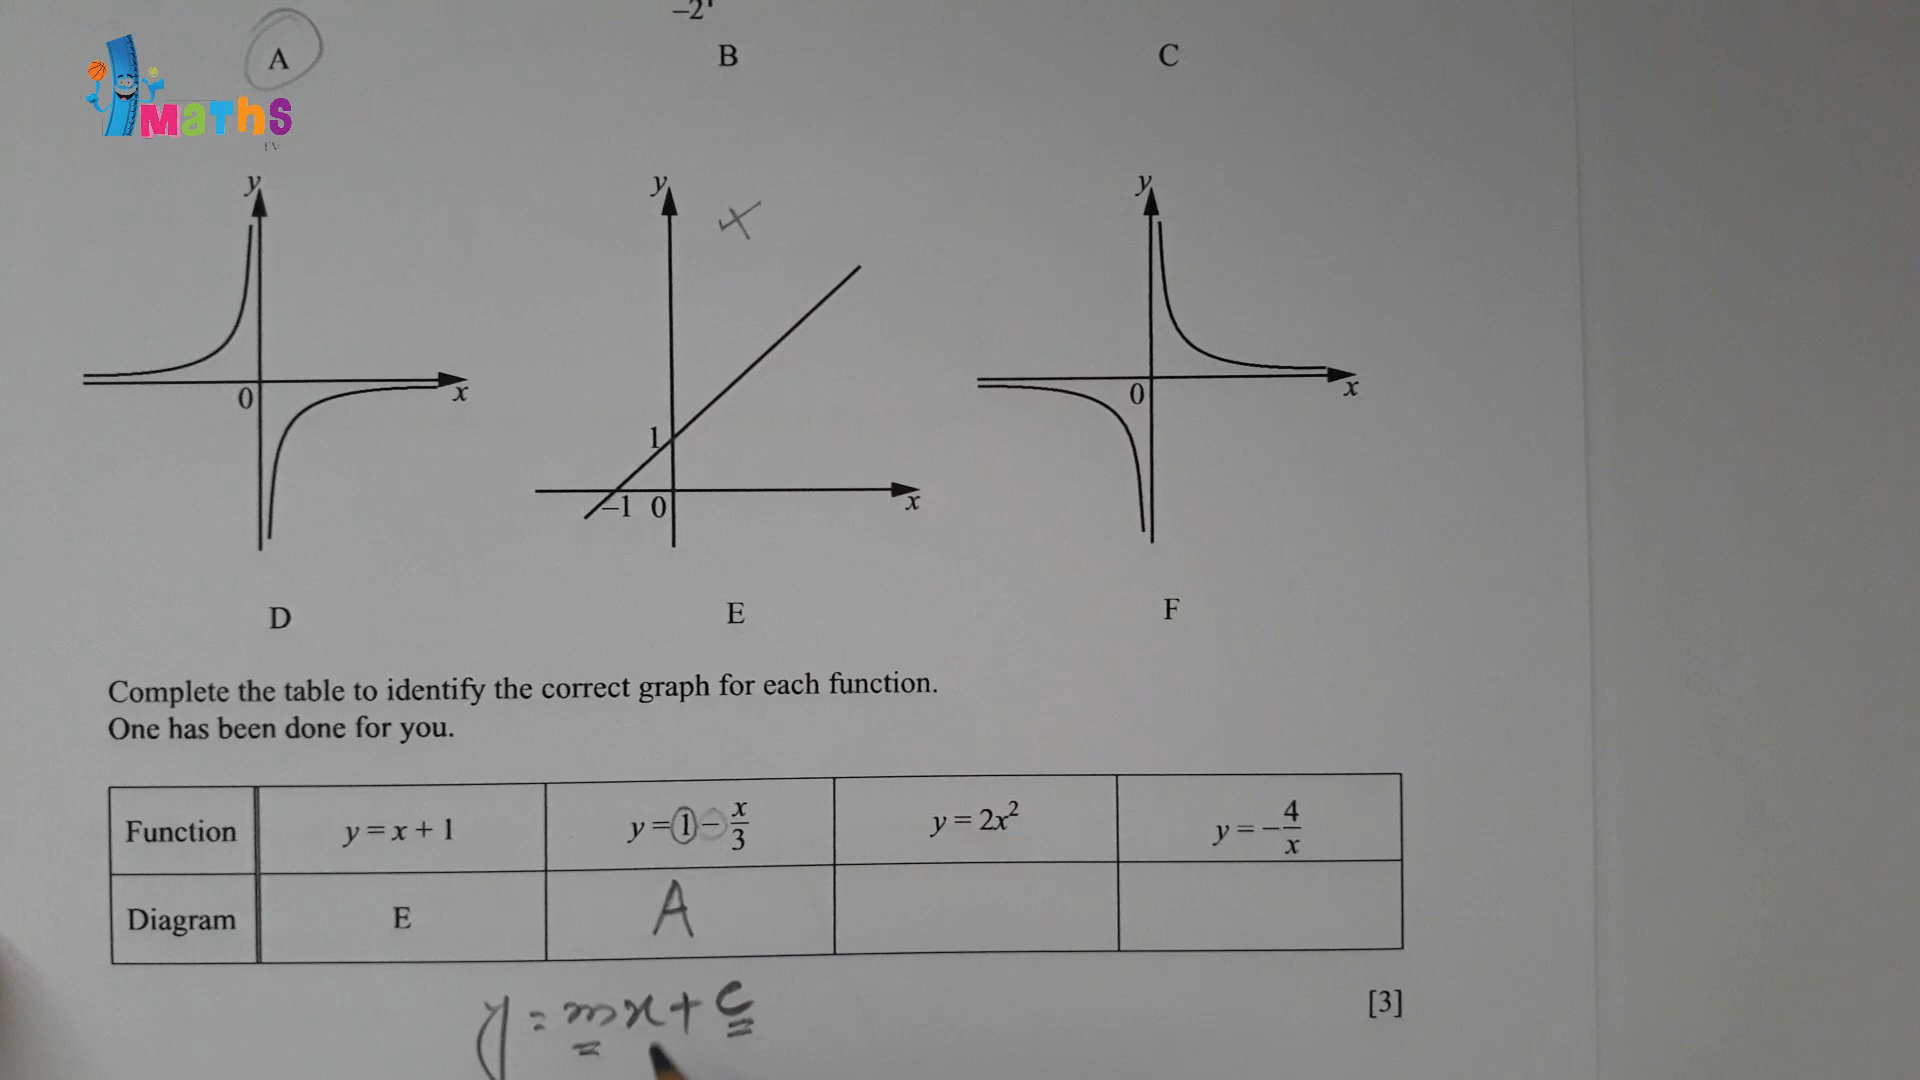 –2
A B C
MATHS
TV
y y y
0 x 1 0 x
–1 0 x
D E F
Complete the table to identify the correct graph for each function.
One has been done for you.
Function y = x + 1 y = 1 – x/3 y = 2x² y = – 4/x
Diagram E A
[3]
y = mx + c